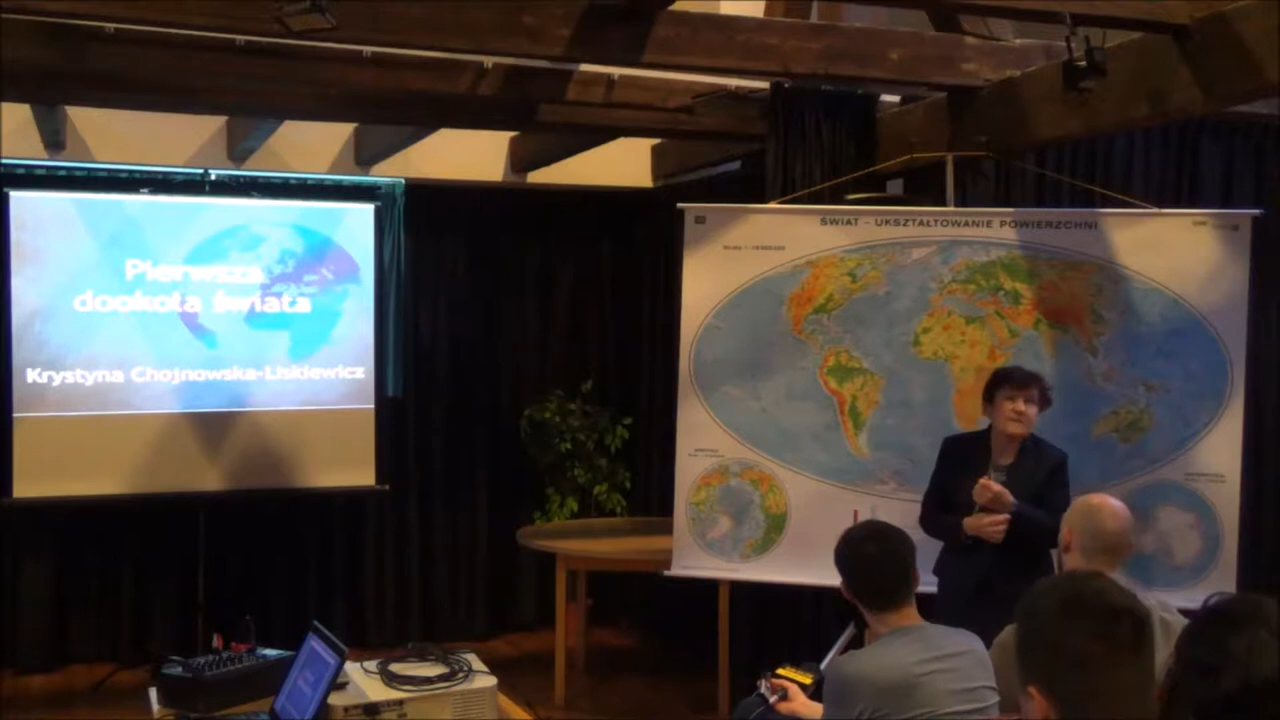 Pierwsza
dookoła świata
Krystyna Chojnowska-Liskiewicz
ŚWIAT - UKSZTAŁTOWANIE POWIERZCHNI